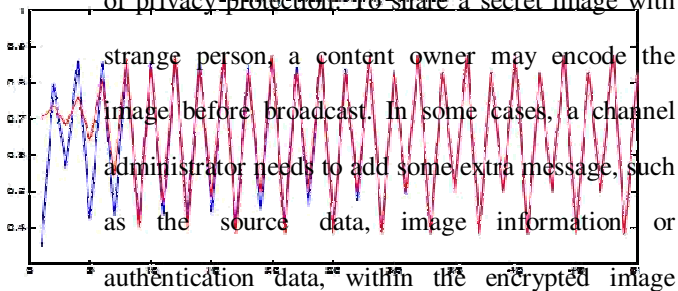 of privacy protection. To share a secret image with
strange person, a content owner may encode the
image before broadcast. In some cases, a channel
administrator needs to add some extra message, such
as the source data, image information or
authentication data, within the encrypted image